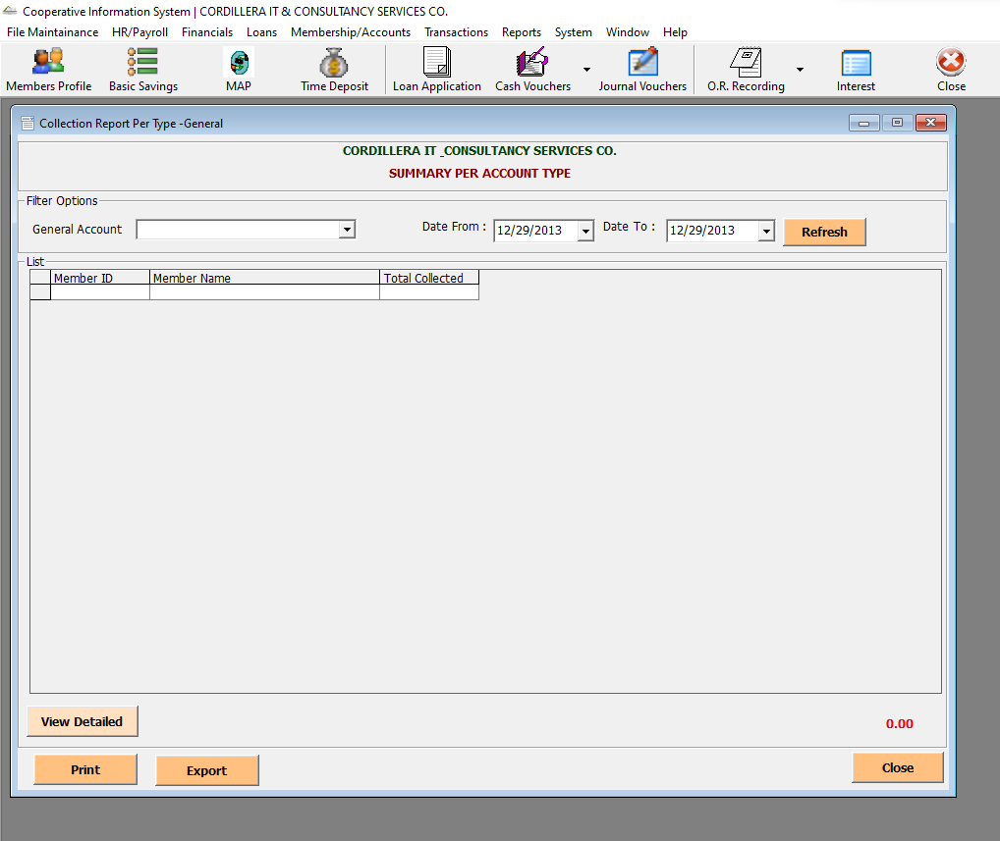 Cooperative Information System | CORDILLERA IT & CONSULTANCY SERVICES CO.
File Maintainance HR/Payroll Financials Loans Membership/Accounts Transactions Reports System Window Help
Members Profile Basic Savings MAP Time Deposit Loan Application Cash Vouchers Journal Vouchers O.R. Recording Interest Close
Collection Report Per Type -General
CORDILLERA IT _CONSULTANCY SERVICES CO.
SUMMARY PER ACCOUNT TYPE
Filter Options
General Account Date From : 12/29/2013 Date To : 12/29/2013 Refresh
List
Member ID Member Name Total Collected
View Detailed 0.00
Print Export Close